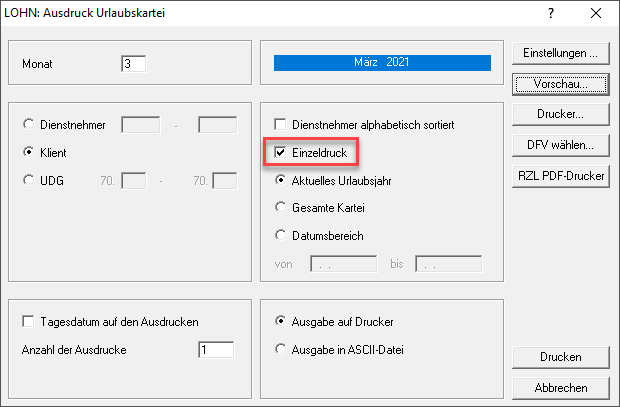 LOHN: Ausdruck Urlaubskartei
Monat 3
März 2021
Einstellungen ...
Vorschau...
Drucker...
DFV wählen...
RZL PDF-Drucker
Dienstnehmer -
Klient
UDG 70. - 70.
Dienstnehmer alphabetisch sortiert
Einzeldruck
Aktuelles Urlaubsjahr
Gesamte Kartei
Datumsbereich
von . . bis . .
Tagesdatum auf den Ausdrucken
Anzahl der Ausdrucke 1
Ausgabe auf Drucker
Ausgabe in ASCII-Datei
Drucken
Abbrechen